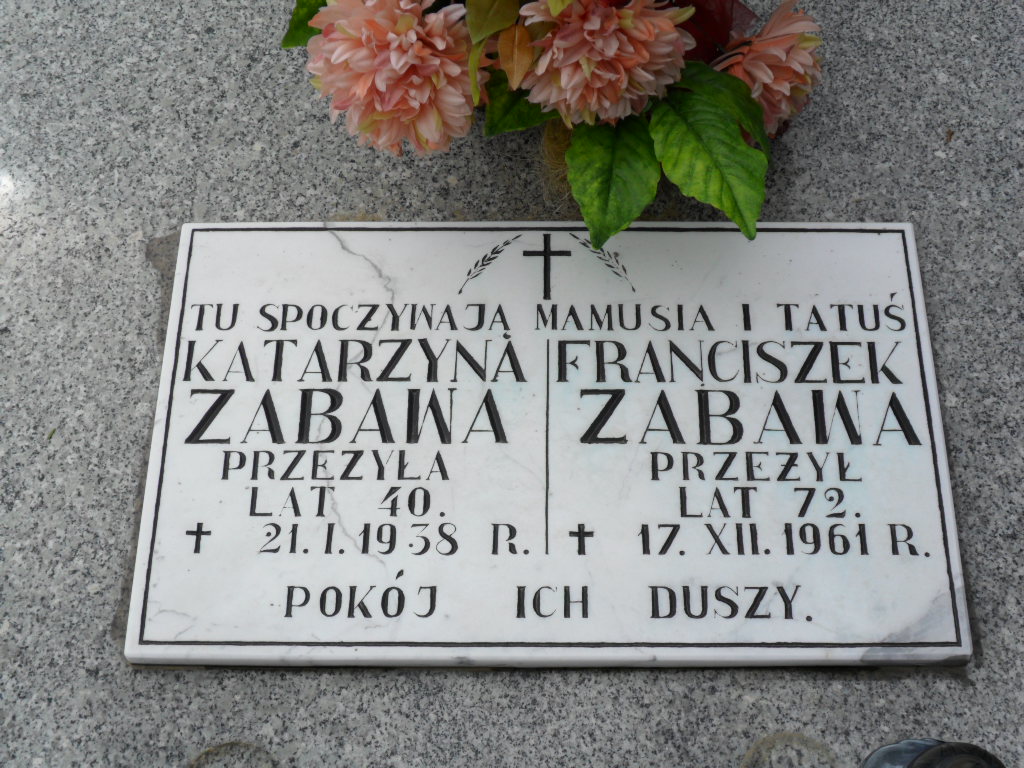 TU SPOCZYWAJĄ MAMUSIA I TATUŚ
KATARZYNA
ZABAWA
PRZEŻYŁA
LAT 40.
21.I.1938 R.
FRANCISZEK
ZABAWA
PRZEŻYŁ
LAT 72.
17.XII.1961 R.
POKÓJ ICH DUSZY.